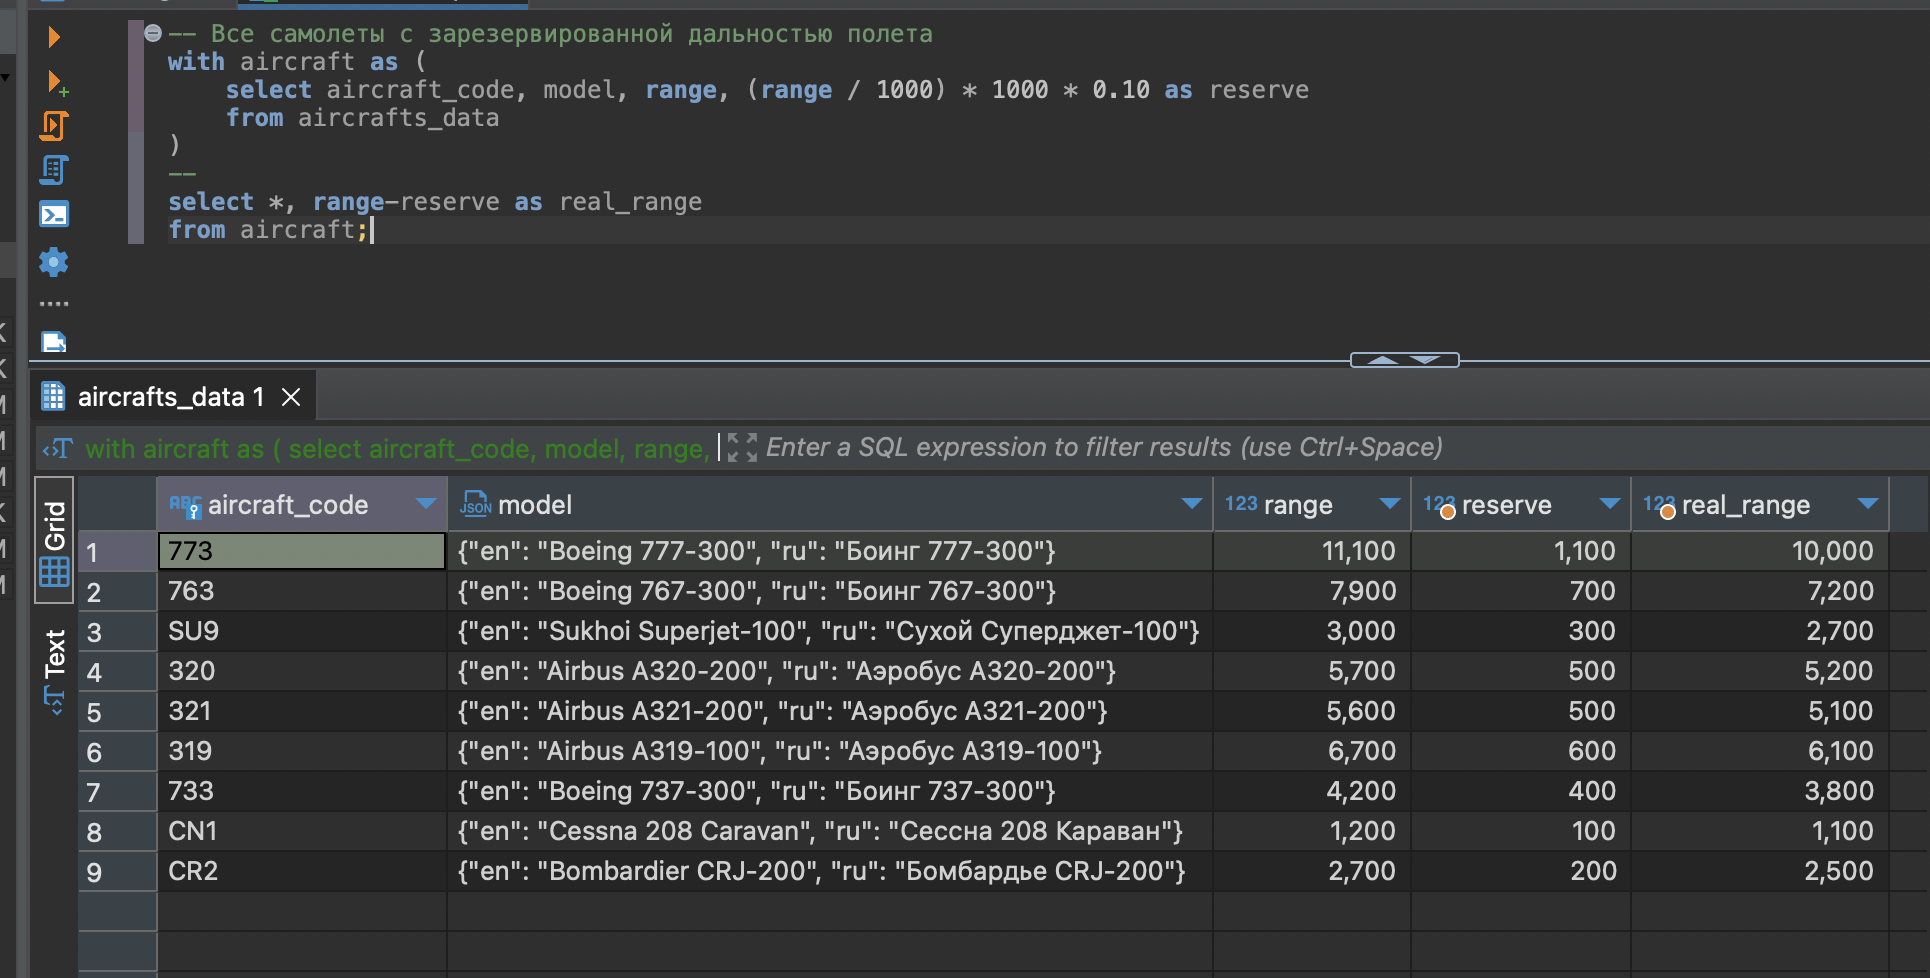 -- Все самолеты с зарезервированной дальностью полета
with aircraft as (
select aircraft_code, model, range, (range / 1000) * 1000 * 0.10 as reserve
from aircrafts_data
)
--
select *, range-reserve as real_range
from aircraft;
aircrafts_data 1
with aircraft as ( select aircraft_code, model, range, Enter a SQL expression to filter results (use Ctrl+Space)
Grid
Text
ABC aircraft_code JSON model 123 range 123 reserve 123 real_range
1 773 {"en": "Boeing 777-300", "ru": "Боинг 777-300"} 11,100 1,100 10,000
2 763 {"en": "Boeing 767-300", "ru": "Боинг 767-300"} 7,900 700 7,200
3 SU9 {"en": "Sukhoi Superjet-100", "ru": "Сухой Суперджет-100"} 3,000 300 2,700
4 320 {"en": "Airbus A320-200", "ru": "Аэробус A320-200"} 5,700 500 5,200
5 321 {"en": "Airbus A321-200", "ru": "Аэробус A321-200"} 5,600 500 5,100
6 319 {"en": "Airbus A319-100", "ru": "Аэробус A319-100"} 6,700 600 6,100
7 733 {"en": "Boeing 737-300", "ru": "Боинг 737-300"} 4,200 400 3,800
8 CN1 {"en": "Cessna 208 Caravan", "ru": "Сессна 208 Караван"} 1,200 100 1,100
9 CR2 {"en": "Bombardier CRJ-200", "ru": "Бомбардье CRJ-200"} 2,700 200 2,500